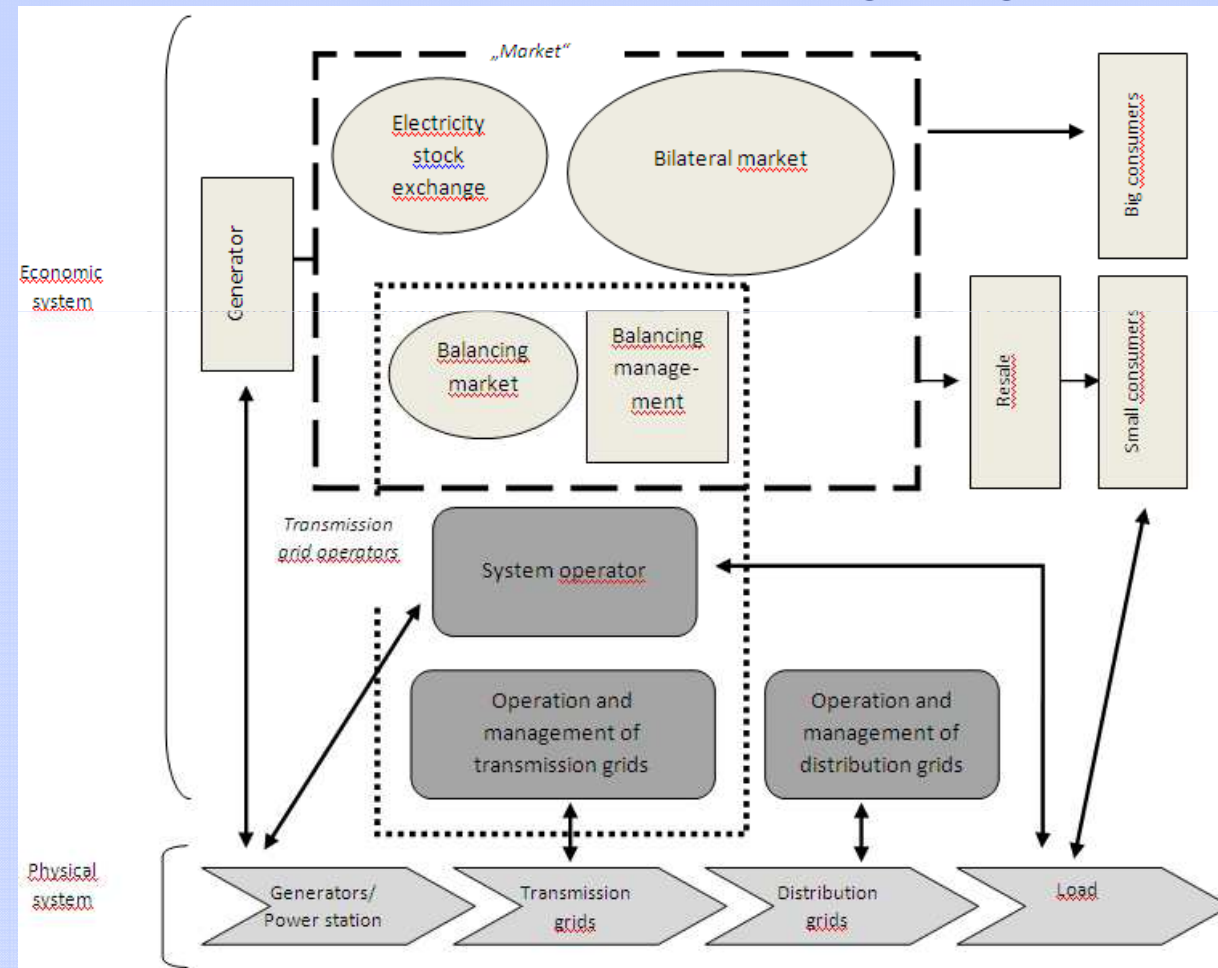 „Market“
Electricity
stock
exchange
Bilateral market
Big consumers
Generator
Economic
system
Balancing
market
Balancing
manage-
ment
Resale
Small consumers
Transmission
grid operators
System operator
Operation and
management of
transmission grids
Operation and
management of
distribution grids
Physical
system
Generators/
Power station
Transmission
grids
Distribution
grids
Load